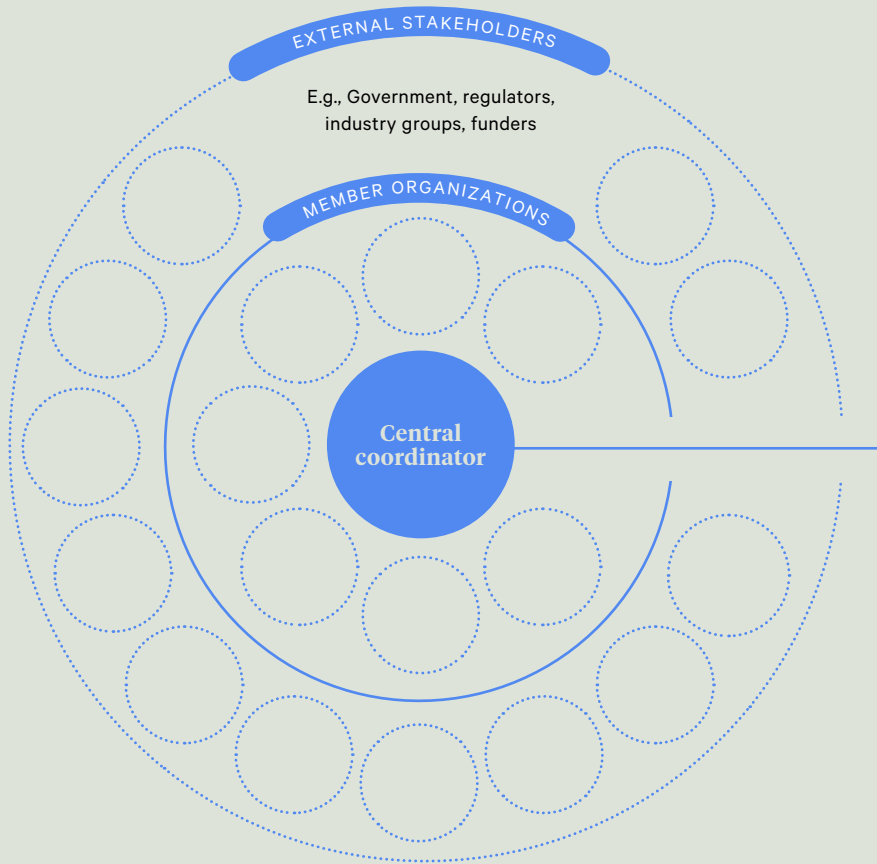 EXTERNAL STAKEHOLDERS
E.g., Government, regulators,
industry groups, funders
MEMBER ORGANIZATIONS
Central
coordinator